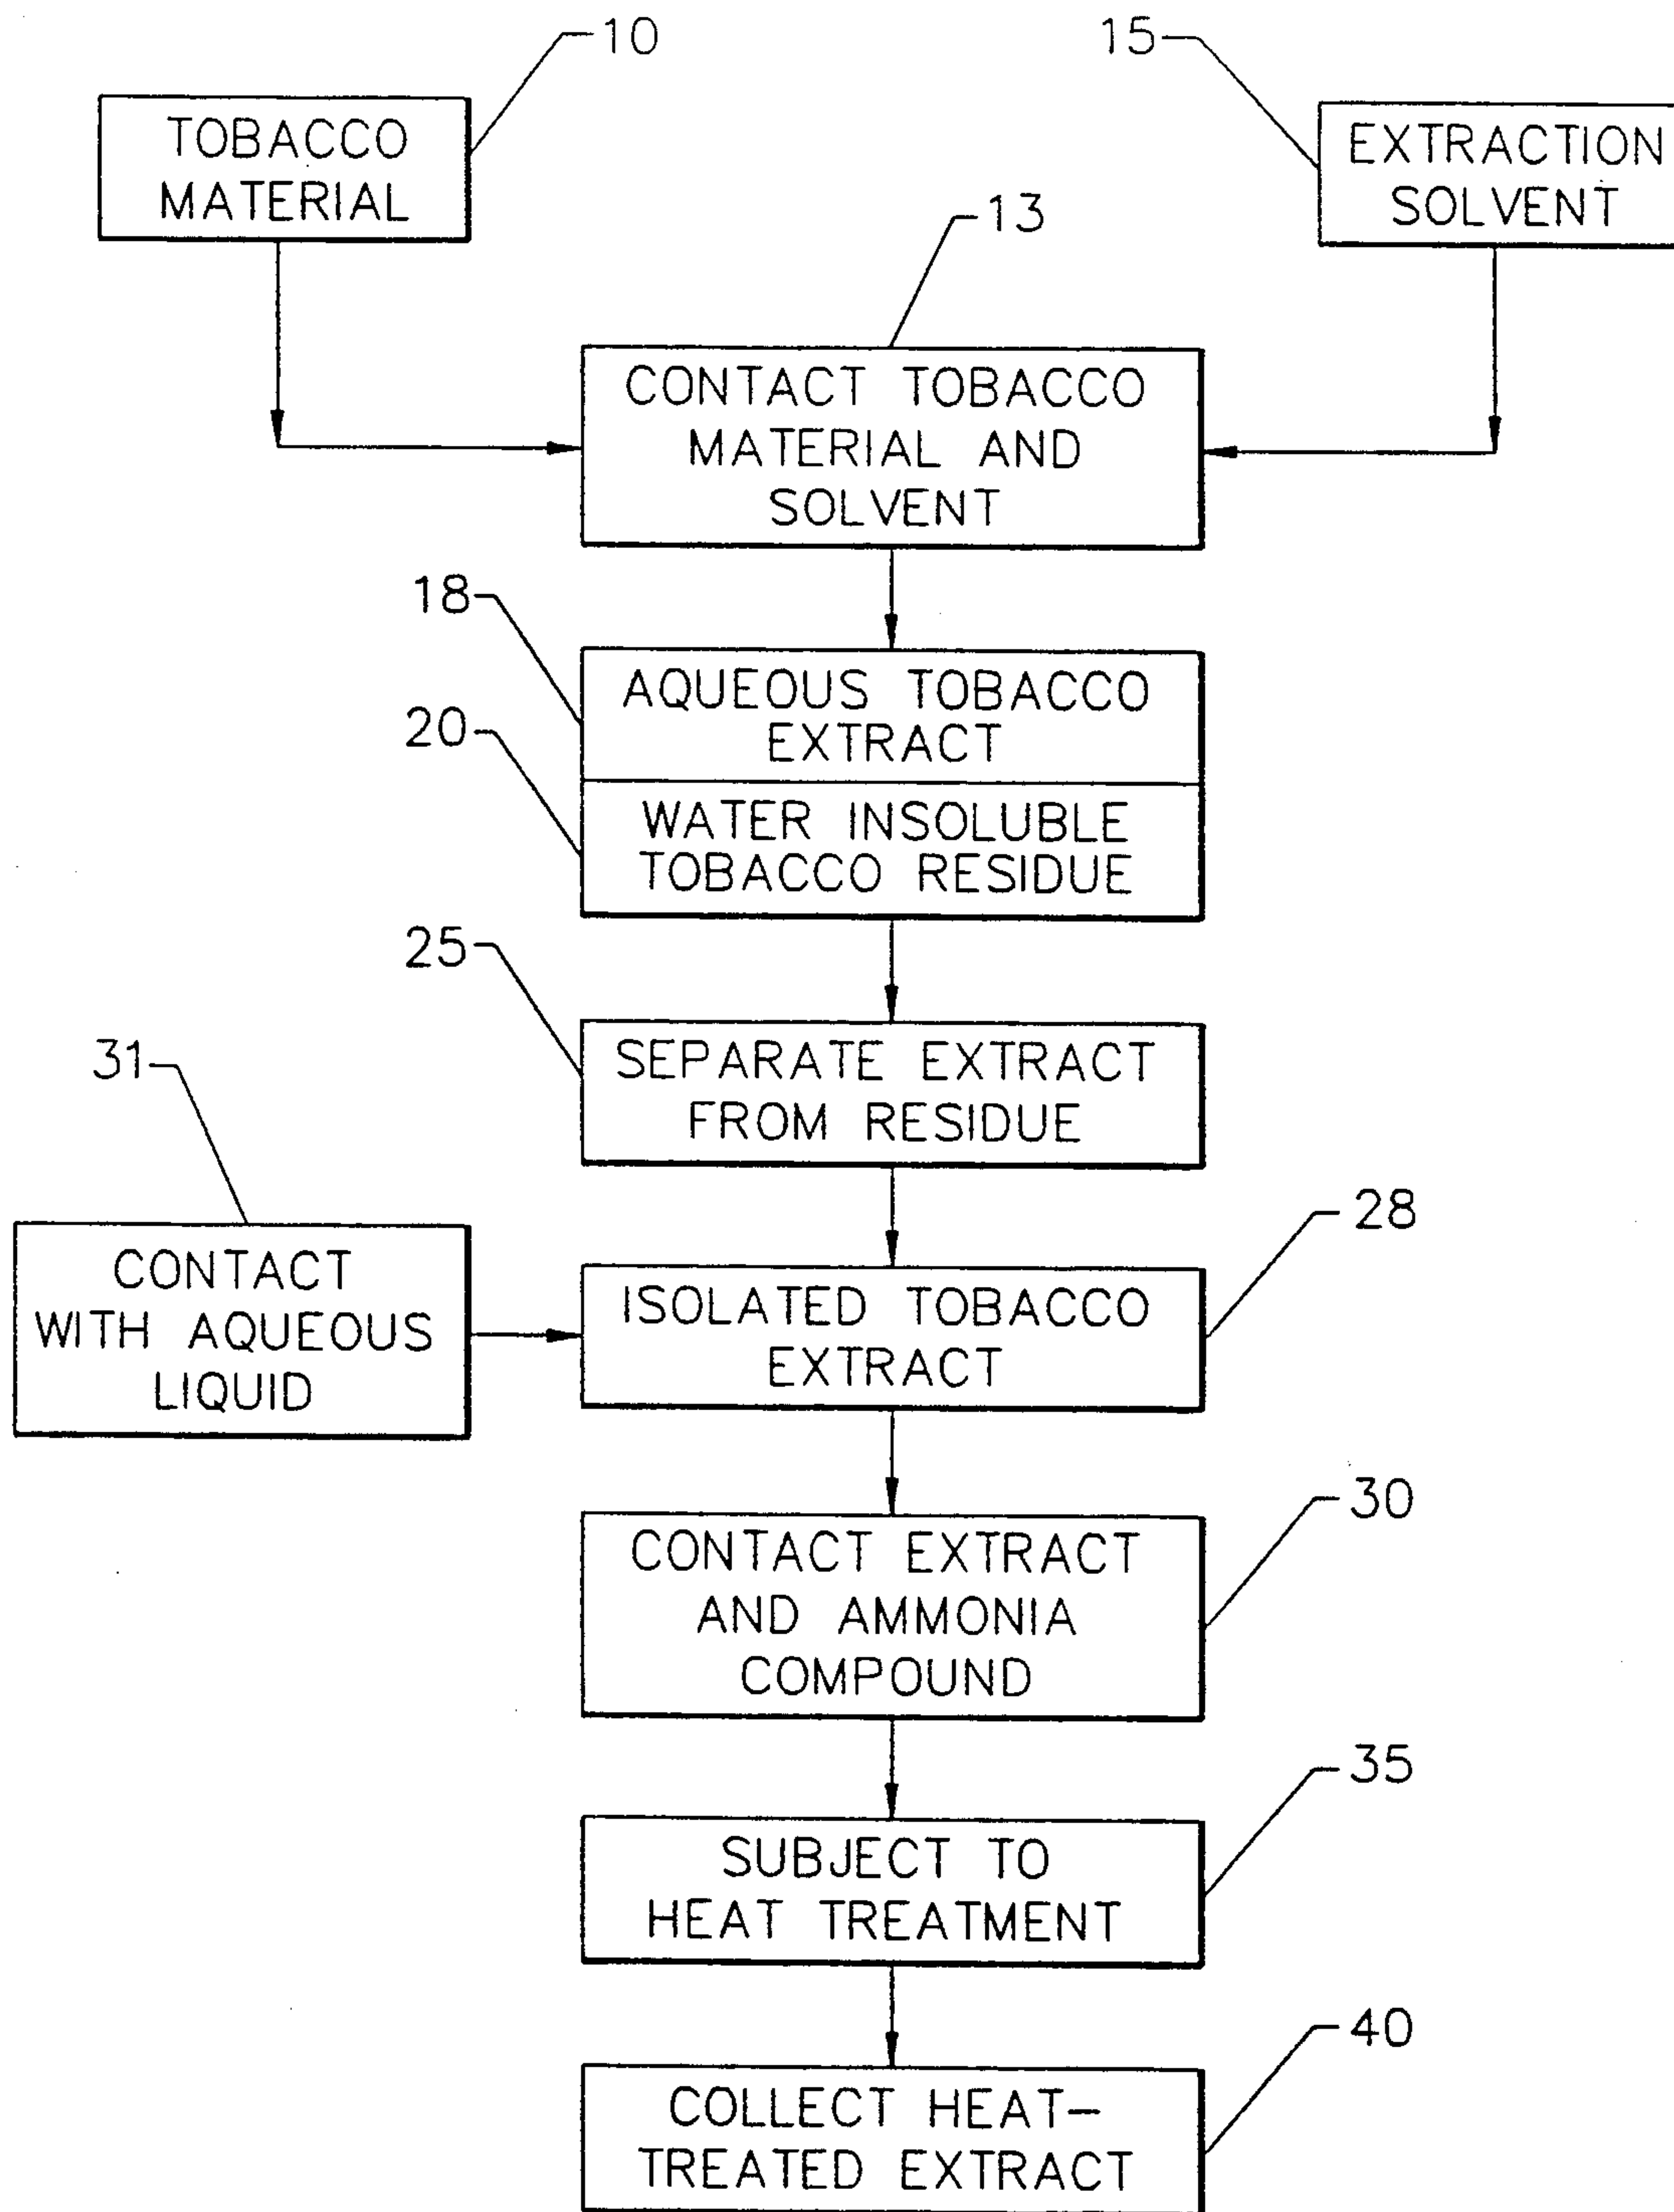 10
15
TOBACCO
MATERIAL
EXTRACTION
SOLVENT
13
CONTACT TOBACCO
MATERIAL AND
SOLVENT
18
AQUEOUS TOBACCO
EXTRACT
20
WATER INSOLUBLE
TOBACCO RESIDUE
25
SEPARATE EXTRACT
FROM RESIDUE
31
CONTACT
WITH AQUEOUS
LIQUID
28
ISOLATED TOBACCO
EXTRACT
30
CONTACT EXTRACT
AND AMMONIA
COMPOUND
35
SUBJECT TO
HEAT TREATMENT
40
COLLECT HEAT-
TREATED EXTRACT